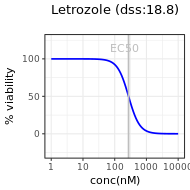 Letrozole (dss:18.8)
EC50
100
50
0
% viability
1 10 100 1000 10000
conc(nM)